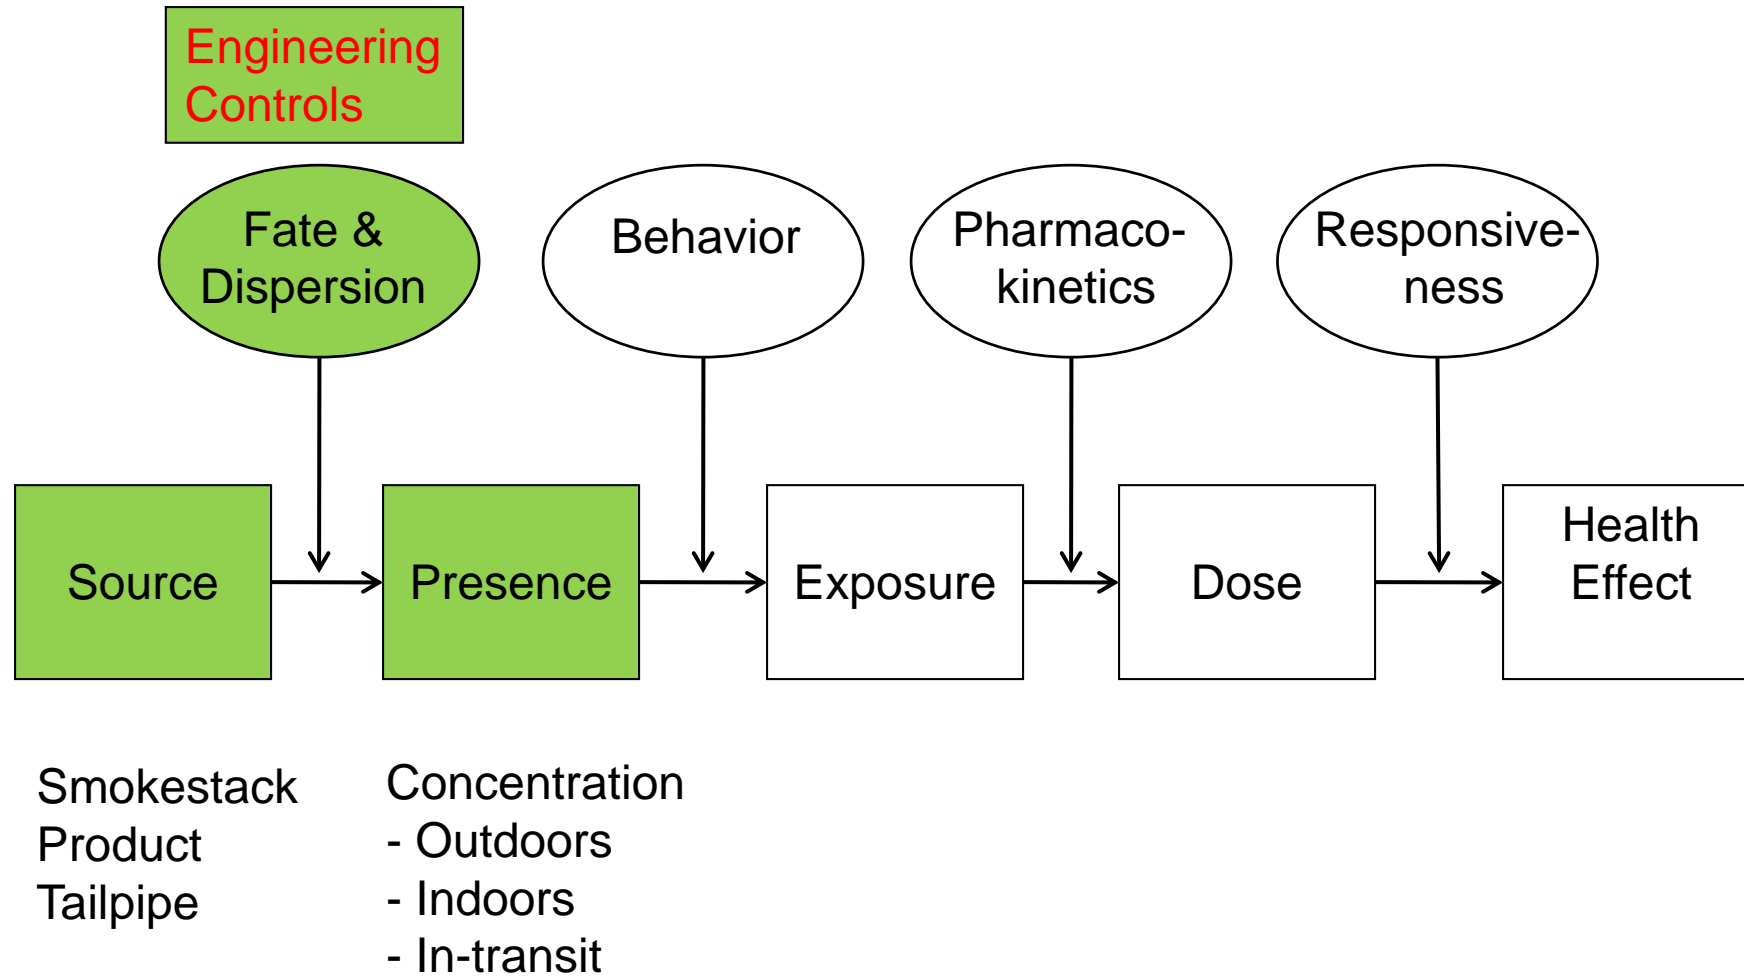 Engineering
Controls
Fate &
Dispersion
Behavior
Pharmaco-
kinetics
Responsive-
ness
Source
Presence
Exposure
Dose
Health
Effect
Smokestack
Product
Tailpipe
Concentration
- Outdoors
- Indoors
- In-transit